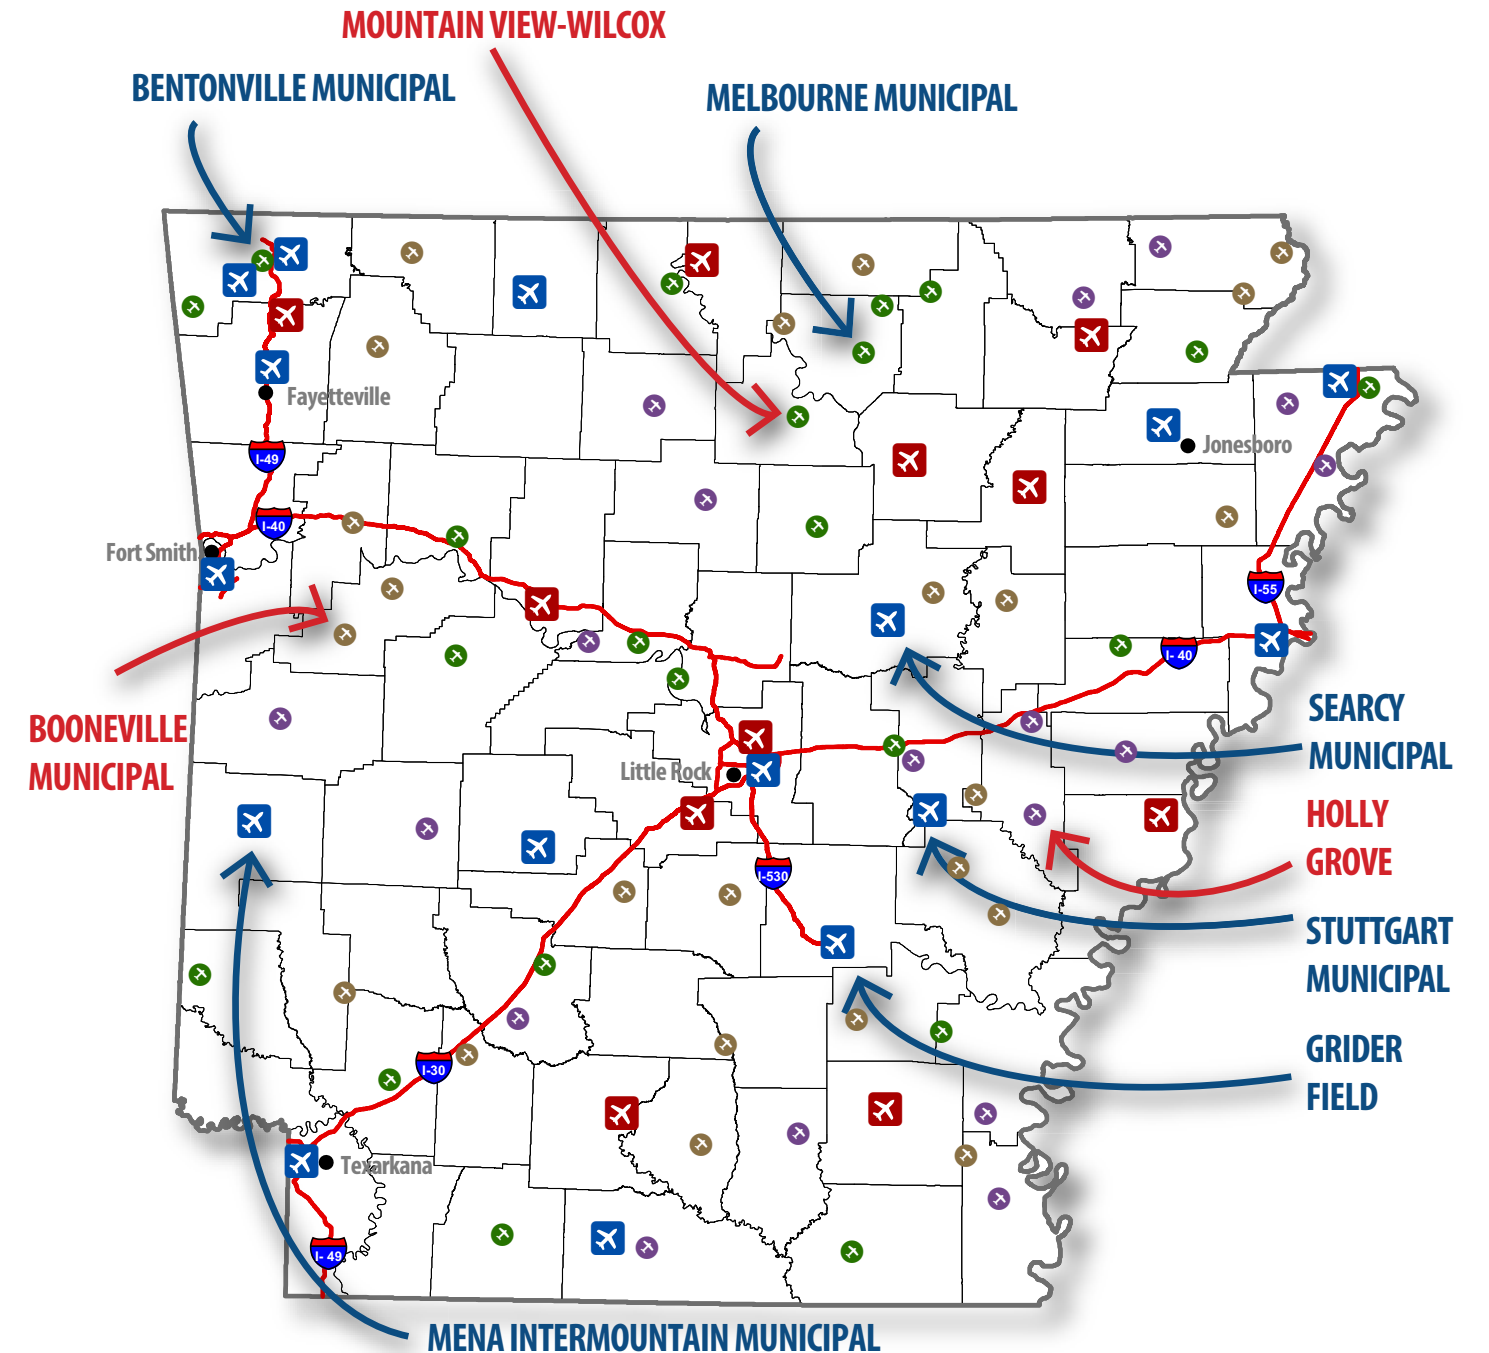 MOUNTAIN VIEW-WILCOX
BENTONVILLE MUNICIPAL
MELBOURNE MUNICIPAL
Fayetteville
Jonesboro
I-49
I-40
Fort Smith
I-55
I- 40
BOONEVILLE
MUNICIPAL
SEARCY
MUNICIPAL
Little Rock
HOLLY
GROVE
I-530
STUTTGART
MUNICIPAL
I-30
GRIDER
FIELD
Texarkana
I- 49
MENA INTERMOUNTAIN MUNICIPAL